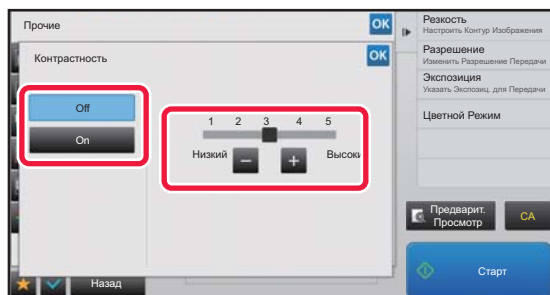 Прочие
OK
Контрастность
OK
Off
On
1 2 3 4 5
Низкий
−
+
Высоки
Назад
Резкость
Настроить Контур Изображения
Разрешение
Изменить Разрешение Передачи
Экспозиция
Указать Экспозиц. для Передачи
Цветной Режим
Предварит.
Просмотр
CA
Старт